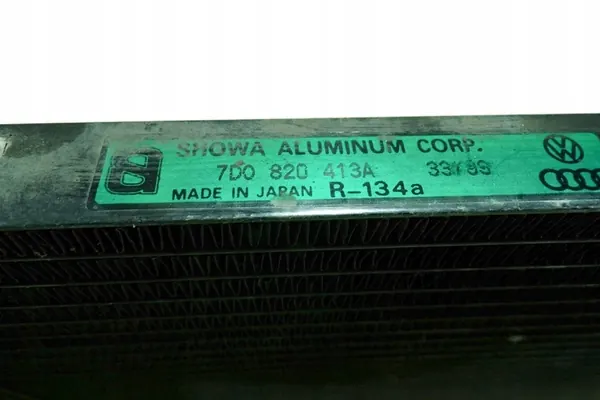 SHOWA ALUMINUM CORP.
7D0 820 413A
MADE IN JAPAN R-134a